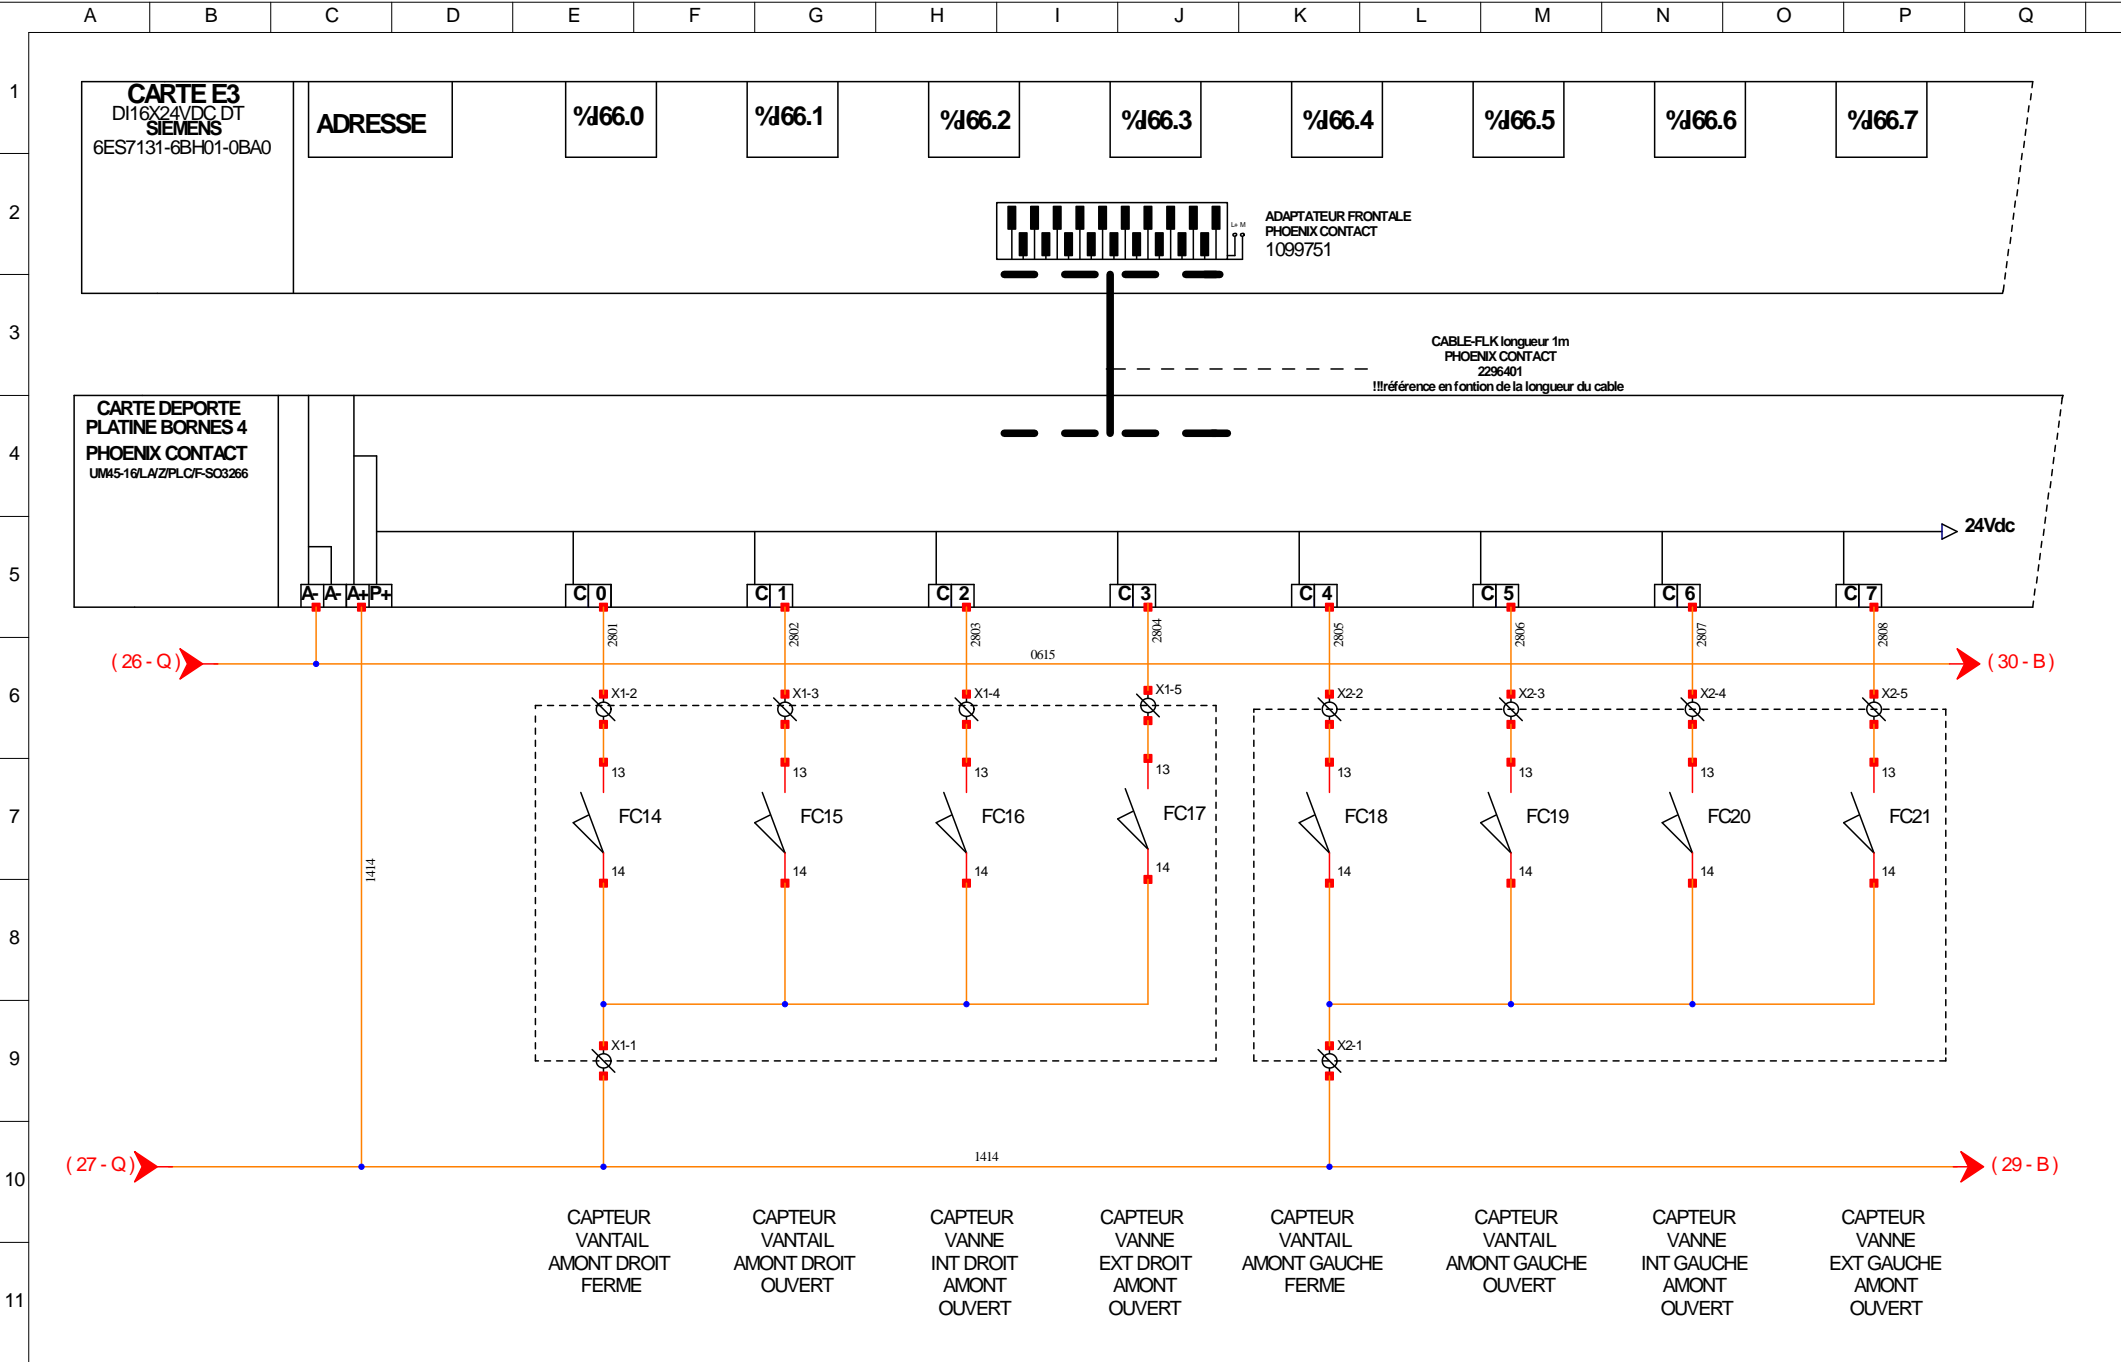 A B C D E F G H I J K L M N O P Q
1
CARTE E3
DI16X24VDC DT
SIEMENS
6ES7131-6BH01-0BA0
ADRESSE
%I66.0 %I66.1 %I66.2 %I66.3 %I66.4 %I66.5 %I66.6 %I66.7
2
L+ M
ADAPTATEUR FRONTALE
PHOENIX CONTACT
1099751
3
CABLE-FLK longueur 1m
PHOENIX CONTACT
2296401
!!!référence en fontion de la longueur du cable
4
CARTE DEPORTE
PLATINE BORNES 4
PHOENIX CONTACT
UM45-16/LA/Z/PLC/F-SO3266
24Vdc
5
A- A- A+ P+ C 0 C 1 C 2 C 3 C 4 C 5 C 6 C 7
2801 2802 2803 2804 2805 2806 2807 2808
(26 - Q) 0615 (30 - B)
6
X1-2 X1-3 X1-4 X1-5 X2-2 X2-3 X2-4 X2-5
13 13 13 13 13 13 13 13
7
FC14 FC15 FC16 FC17 FC18 FC19 FC20 FC21
14 14 14 14 14 14 14 14
1414
8
9
X1-1 X2-1
(27 - Q) 1414 (29 - B)
10
CAPTEUR
VANTAIL
AMONT DROIT
FERME
CAPTEUR
VANTAIL
AMONT DROIT
OUVERT
CAPTEUR
VANNE
INT DROIT
AMONT
OUVERT
CAPTEUR
VANNE
EXT DROIT
AMONT
OUVERT
CAPTEUR
VANTAIL
AMONT GAUCHE
FERME
CAPTEUR
VANTAIL
AMONT GAUCHE
OUVERT
CAPTEUR
VANNE
INT GAUCHE
AMONT
OUVERT
CAPTEUR
VANNE
EXT GAUCHE
AMONT
OUVERT
11